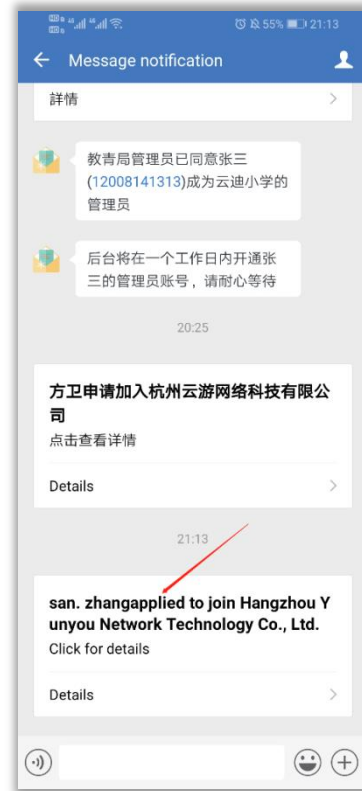 55% 21:13
Message notification
詳情
教青局管理员已同意张三
(12008141313)成为云迪小学的
管理员
后台将在一个工作日内开通张
三的管理员账号，请耐心等待
20:25
方卫申请加入杭州云游网络科技有限公
司
点击查看详情
Details
21:13
san. zhangapplied to join Hangzhou Y
unyou Network Technology Co., Ltd.
Click for details
Details